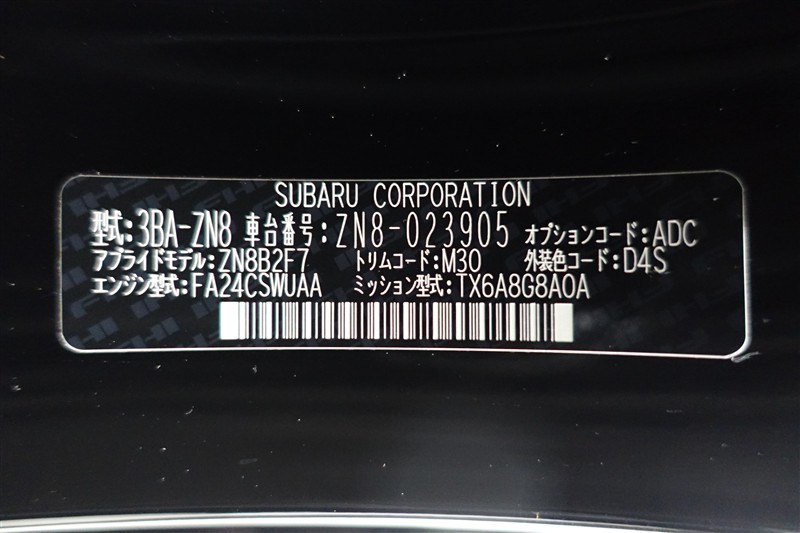 SUBARU CORPORATION
型式:3BA-ZN8 車台番号:ZN8-023905 オプションコード:ADC
アプライドモデル:ZN8B2F7 トリムコード:M30 外装色コード:D4S
エンジン型式:FA24CSWUAA ミッション型式:TX6A8G8A0A